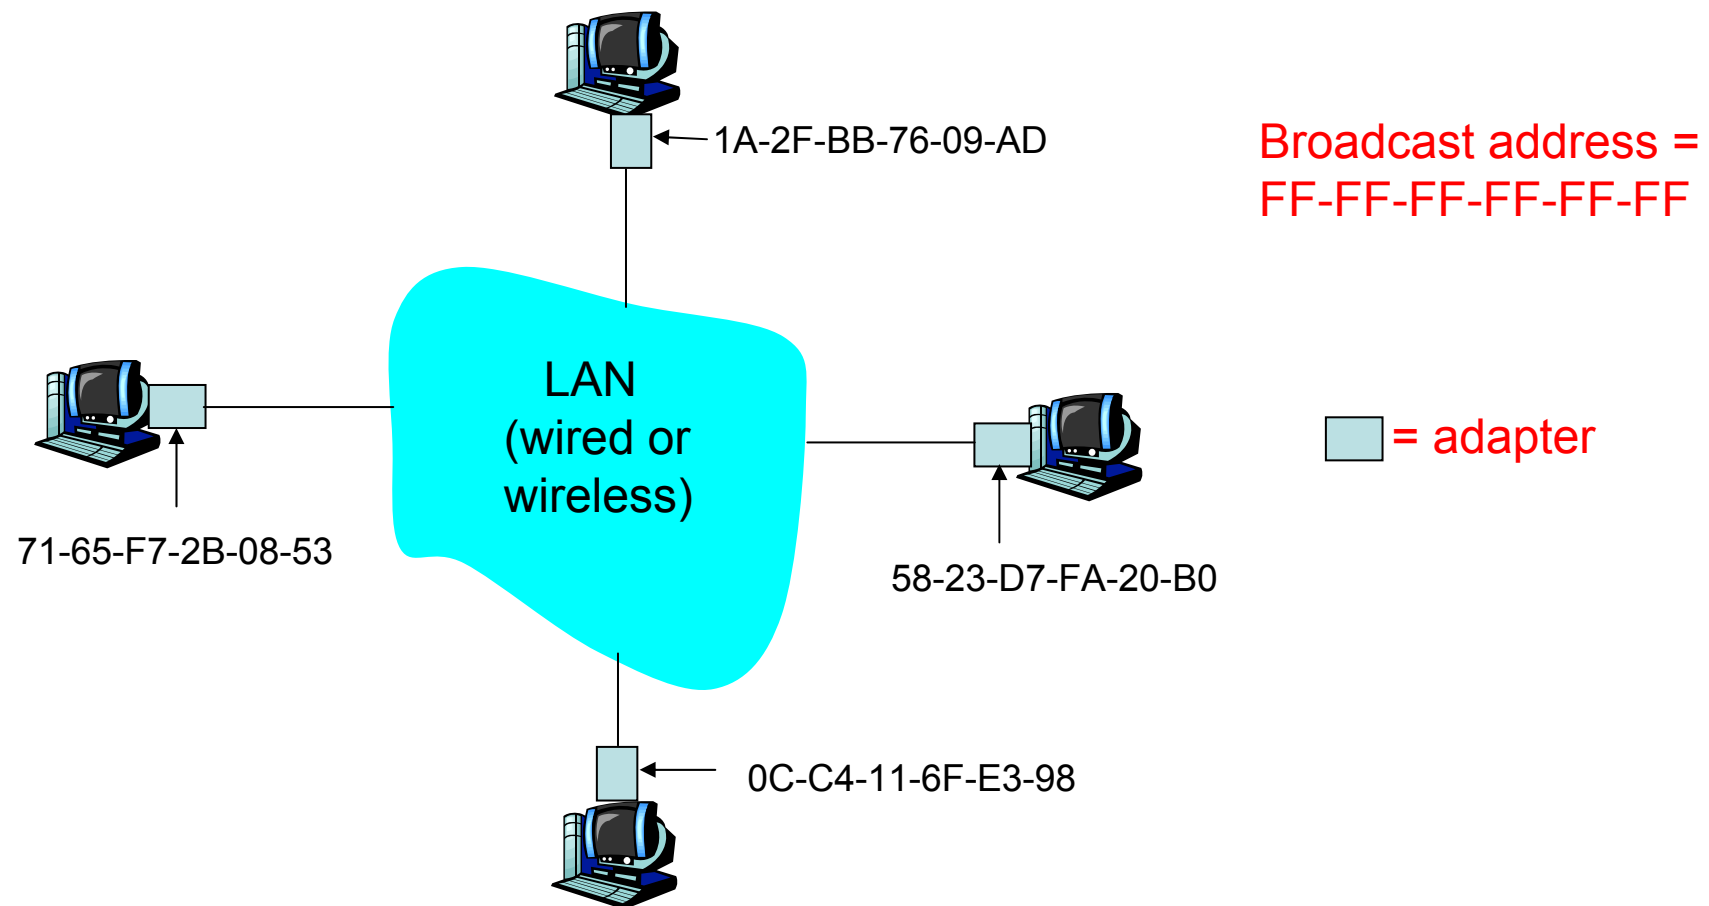 1A-2F-BB-76-09-AD
Broadcast address =
FF-FF-FF-FF-FF-FF
LAN
(wired or
wireless)
= adapter
71-65-F7-2B-08-53
58-23-D7-FA-20-B0
0C-C4-11-6F-E3-98